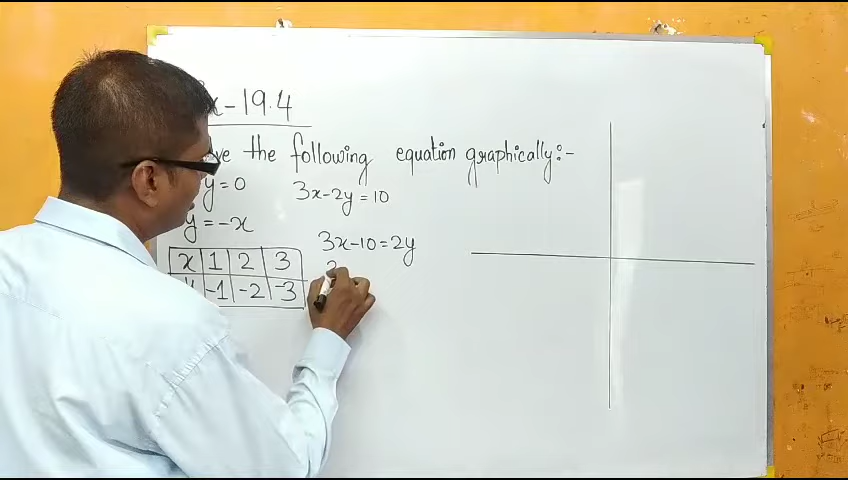 x-19.4
the following equation graphically:-
y=0 3x-2y=10
y=-x
3x-10=2y
x 1 2 3
-1 -2 -3